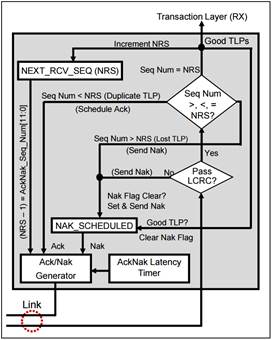 Transaction Layer (RX)
Good TLPs
Increment NRS
NEXT_RCV_SEQ (NRS)
Seq Num = NRS
Seq Num < NRS (Duplicate TLP)
(Schedule Ack)
Seq Num
>, <, =
NRS?
(NRS – 1) = AckNak_Seq_Num[11:0]
Seq Num > NRS (Lost TLP)
(Send Nak)
Yes
(Send Nak)
No
Pass
LCRC?
Nak Flag Clear?
Set & Send Nak
NAK_SCHEDULED
Good TLP?
Clear Nak Flag
Ack
Nak
Ack/Nak
Generator
AckNak Latency
Timer
Link